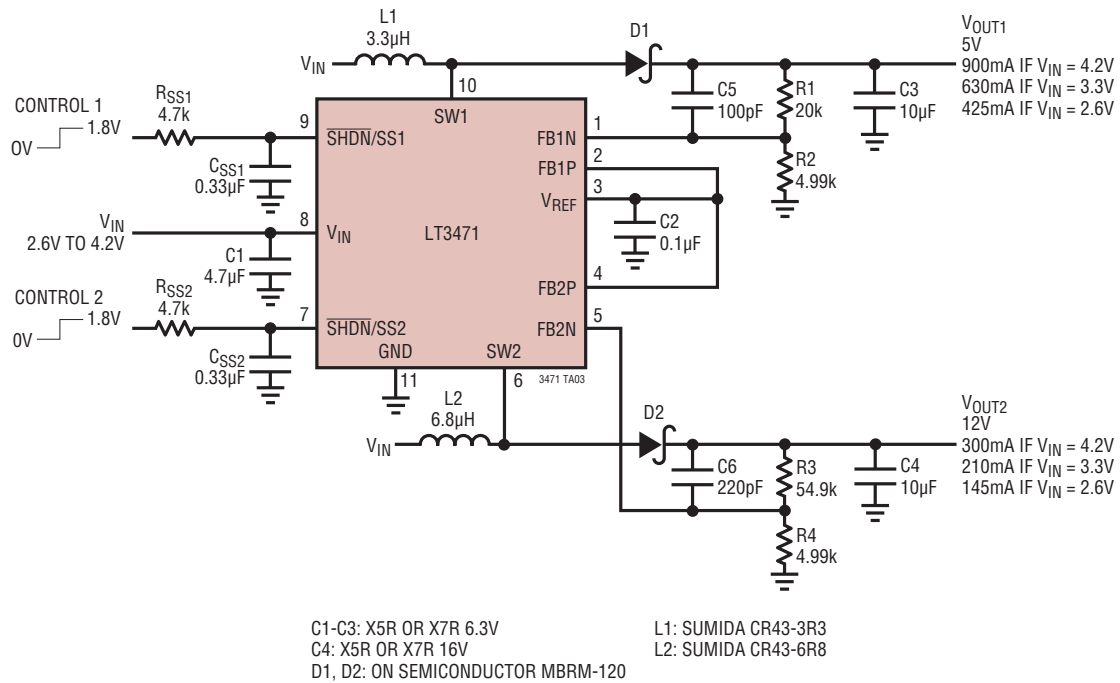 L1
3.3µH
VIN
D1
VOUT1
5V
900mA IF VIN = 4.2V
630mA IF VIN = 3.3V
425mA IF VIN = 2.6V
CONTROL 1
1.8V
0V
RSS1
4.7k
CSS1
0.33µF
10
SW1
9
SHDN/SS1
1
FB1N
2
FB1P
3
VREF
C5
100pF
R1
20k
C3
10µF
R2
4.99k
C2
0.1µF
VIN
2.6V TO 4.2V
8
VIN
LT3471
C1
4.7µF
4
FB2P
CONTROL 2
1.8V
0V
RSS2
4.7k
7
SHDN/SS2
5
FB2N
CSS2
0.33µF
GND
11
SW2
6
3471 TA03
L2
6.8µH
VIN
D2
VOUT2
12V
300mA IF VIN = 4.2V
210mA IF VIN = 3.3V
145mA IF VIN = 2.6V
C6
220pF
R3
54.9k
C4
10µF
R4
4.99k
C1-C3: X5R OR X7R 6.3V
C4: X5R OR X7R 16V
D1, D2: ON SEMICONDUCTOR MBRM-120
L1: SUMIDA CR43-3R3
L2: SUMIDA CR43-6R8